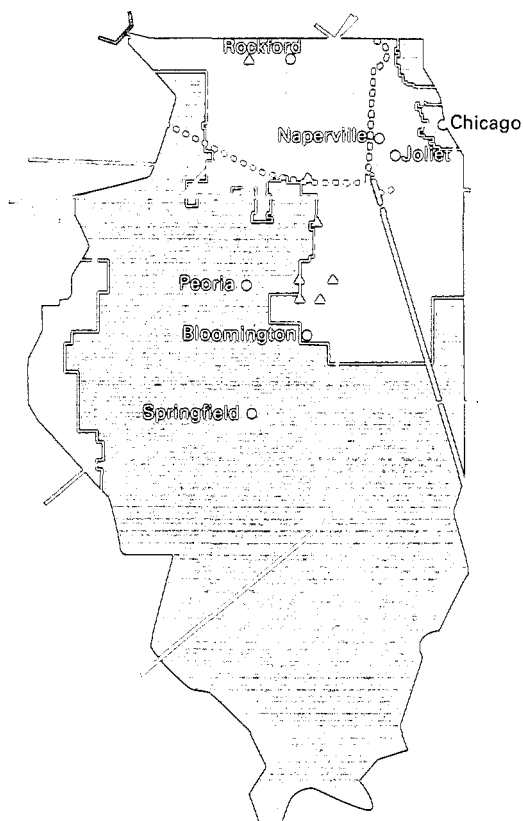 Rockford
Chicago
Naperville
Joliet
Peoria
Bloomington
Springfield